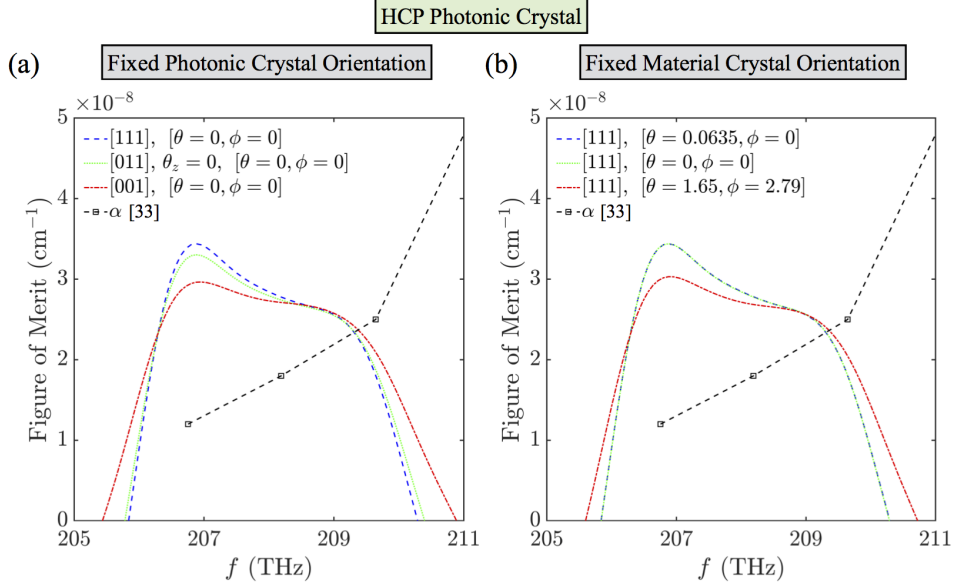 HCP Photonic Crystal
(a)
Fixed Photonic Crystal Orientation
×10⁻⁸
[111], [θ = 0, ϕ = 0]
[011], θ_z = 0, [θ = 0, ϕ = 0]
[001], [θ = 0, ϕ = 0]
α [33]
Figure of Merit (cm⁻¹)
5
4
3
2
1
0
205
207
209
211
f (THz)
(b)
Fixed Material Crystal Orientation
×10⁻⁸
[111], [θ = 0.0635, ϕ = 0]
[111], [θ = 0, ϕ = 0]
[111], [θ = 1.65, ϕ = 2.79]
α [33]
Figure of Merit (cm⁻¹)
5
4
3
2
1
0
205
207
209
211
f (THz)